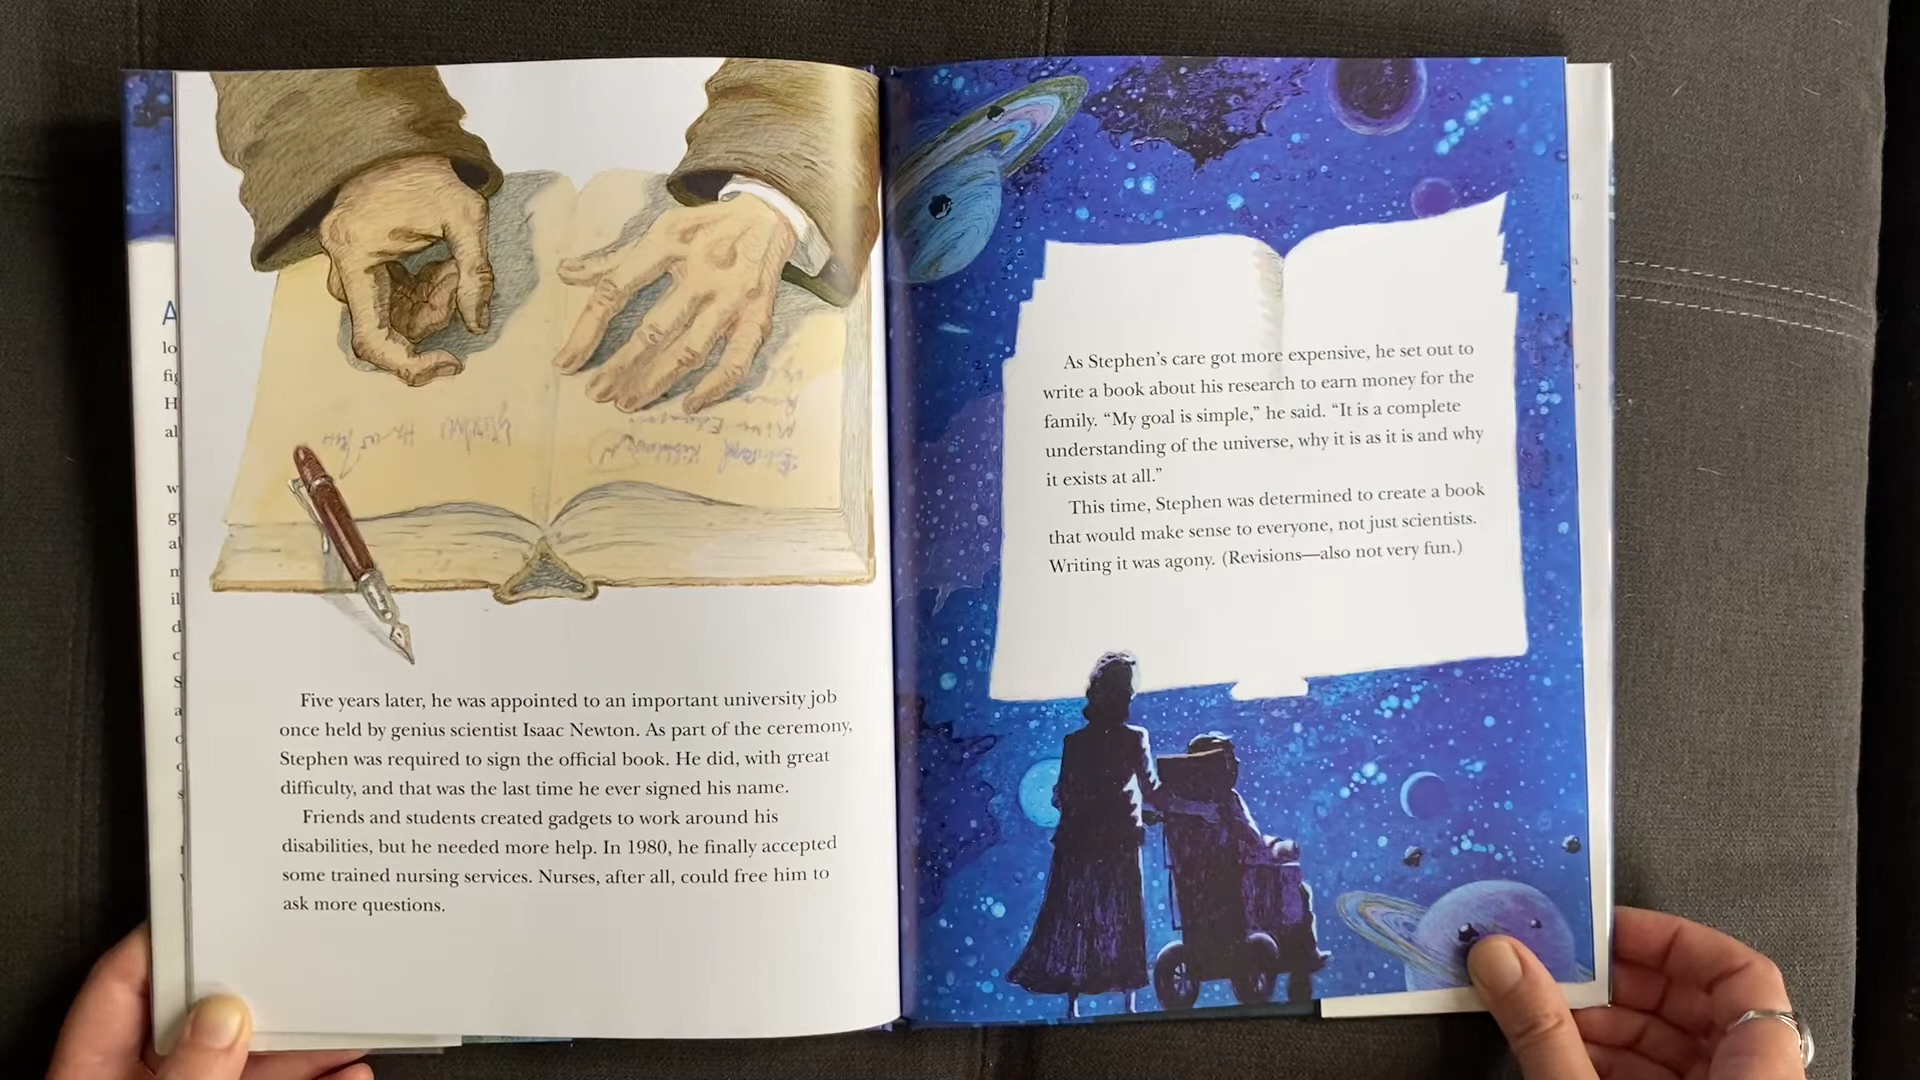 Five years later, he was appointed to an important university job
once held by genius scientist Isaac Newton. As part of the ceremony,
Stephen was required to sign the official book. He did, with great
difficulty, and that was the last time he ever signed his name.
Friends and students created gadgets to work around his
disabilities, but he needed more help. In 1980, he finally accepted
some trained nursing services. Nurses, after all, could free him to
ask more questions.
As Stephen’s care got more expensive, he set out to
write a book about his research to earn money for the
family. “My goal is simple,” he said. “It is a complete
understanding of the universe, why it is as it is and why
it exists at all.”
This time, Stephen was determined to create a book
that would make sense to everyone, not just scientists.
Writing it was agony. (Revisions—also not very fun.)